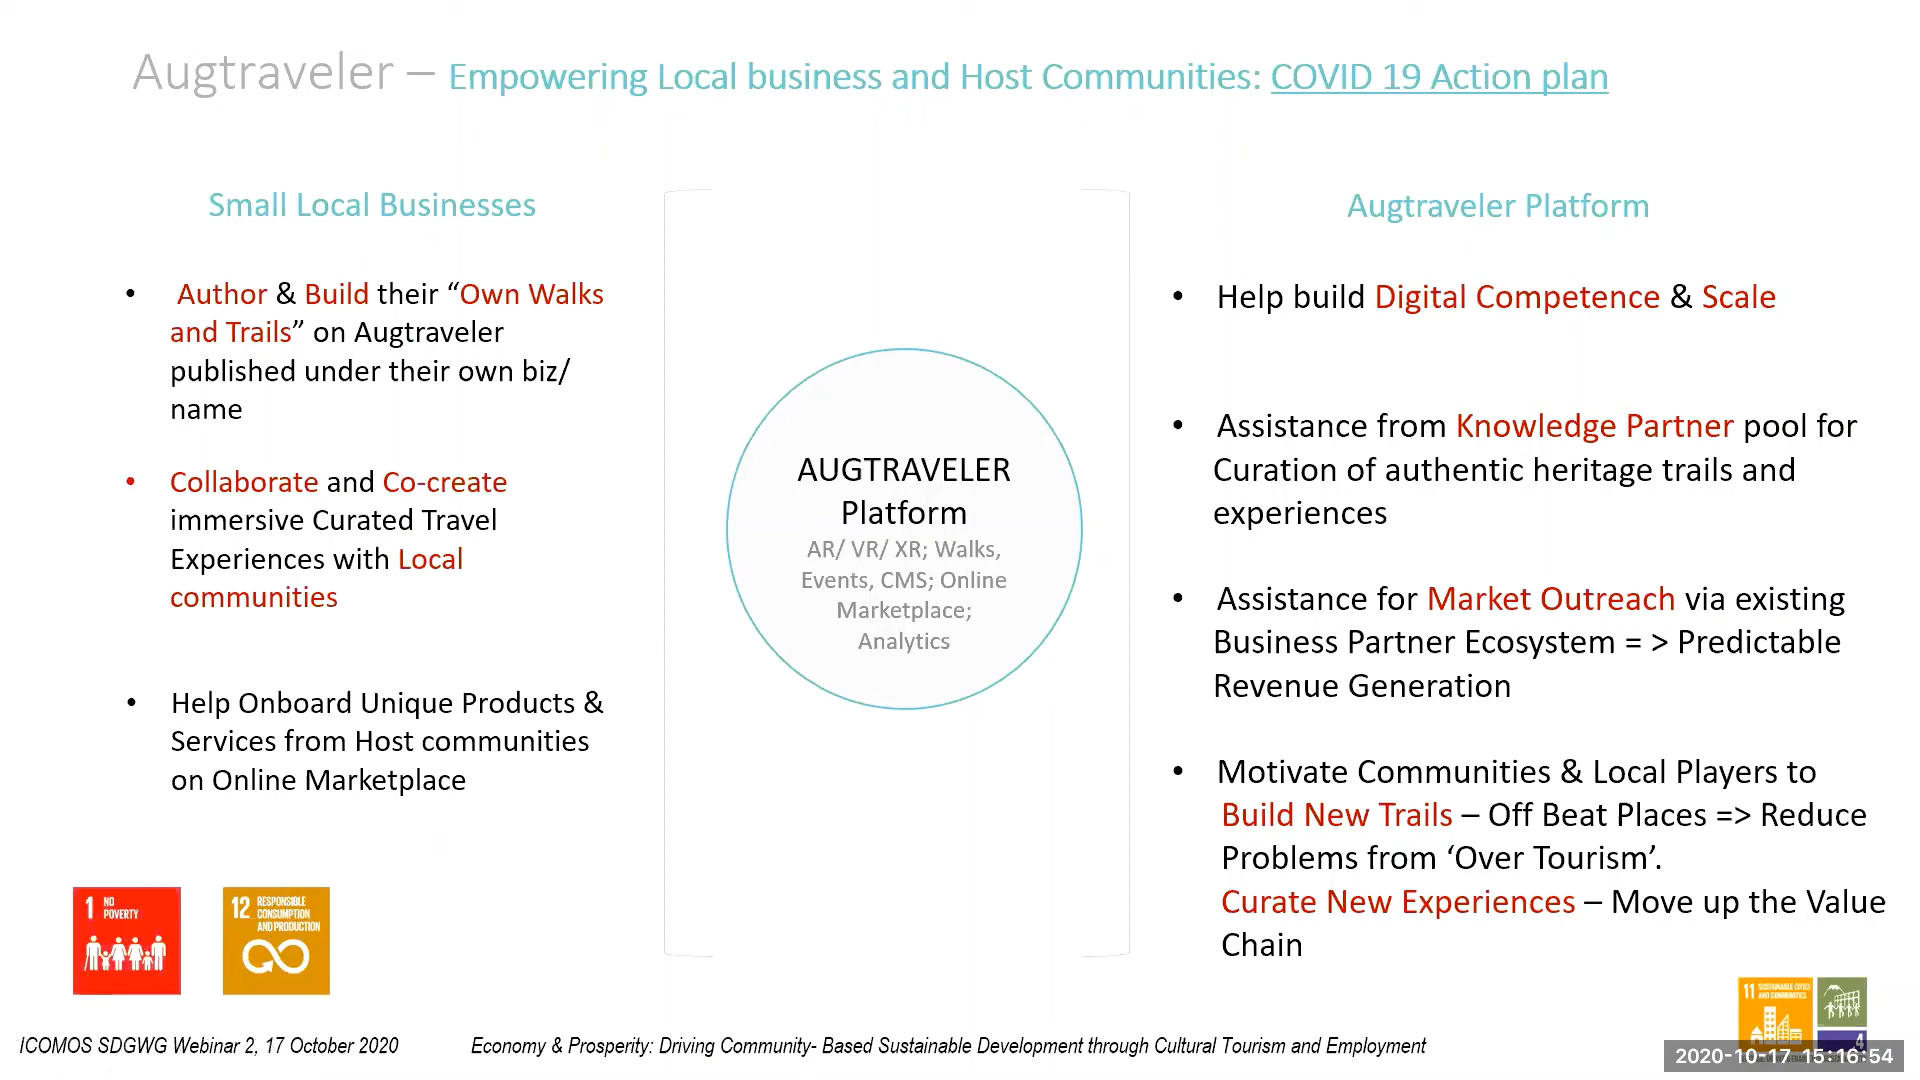 Augtraveler – Empowering Local business and Host Communities: COVID 19 Action plan
Small Local Businesses
• Author & Build their “Own Walks
and Trails” on Augtraveler
published under their own biz/
name
• Collaborate and Co-create
immersive Curated Travel
Experiences with Local
communities
• Help Onboard Unique Products &
Services from Host communities
on Online Marketplace
AUGTRAVELER
Platform
AR/ VR/ XR; Walks,
Events, CMS; Online
Marketplace;
Analytics
Augtraveler Platform
• Help build Digital Competence & Scale
• Assistance from Knowledge Partner pool for
Curation of authentic heritage trails and
experiences
• Assistance for Market Outreach via existing
Business Partner Ecosystem = > Predictable
Revenue Generation
• Motivate Communities & Local Players to
Build New Trails – Off Beat Places => Reduce
Problems from ‘Over Tourism’.
Curate New Experiences – Move up the Value
Chain
1 NO
POVERTY
12 RESPONSIBLE
CONSUMPTION
AND PRODUCTION
11 SUSTAINABLE CITIES
AND COMMUNITIES
4
ICOMOS SDGWG Webinar 2, 17 October 2020
Economy & Prosperity: Driving Community- Based Sustainable Development through Cultural Tourism and Employment
2020-10-17 15:16:54